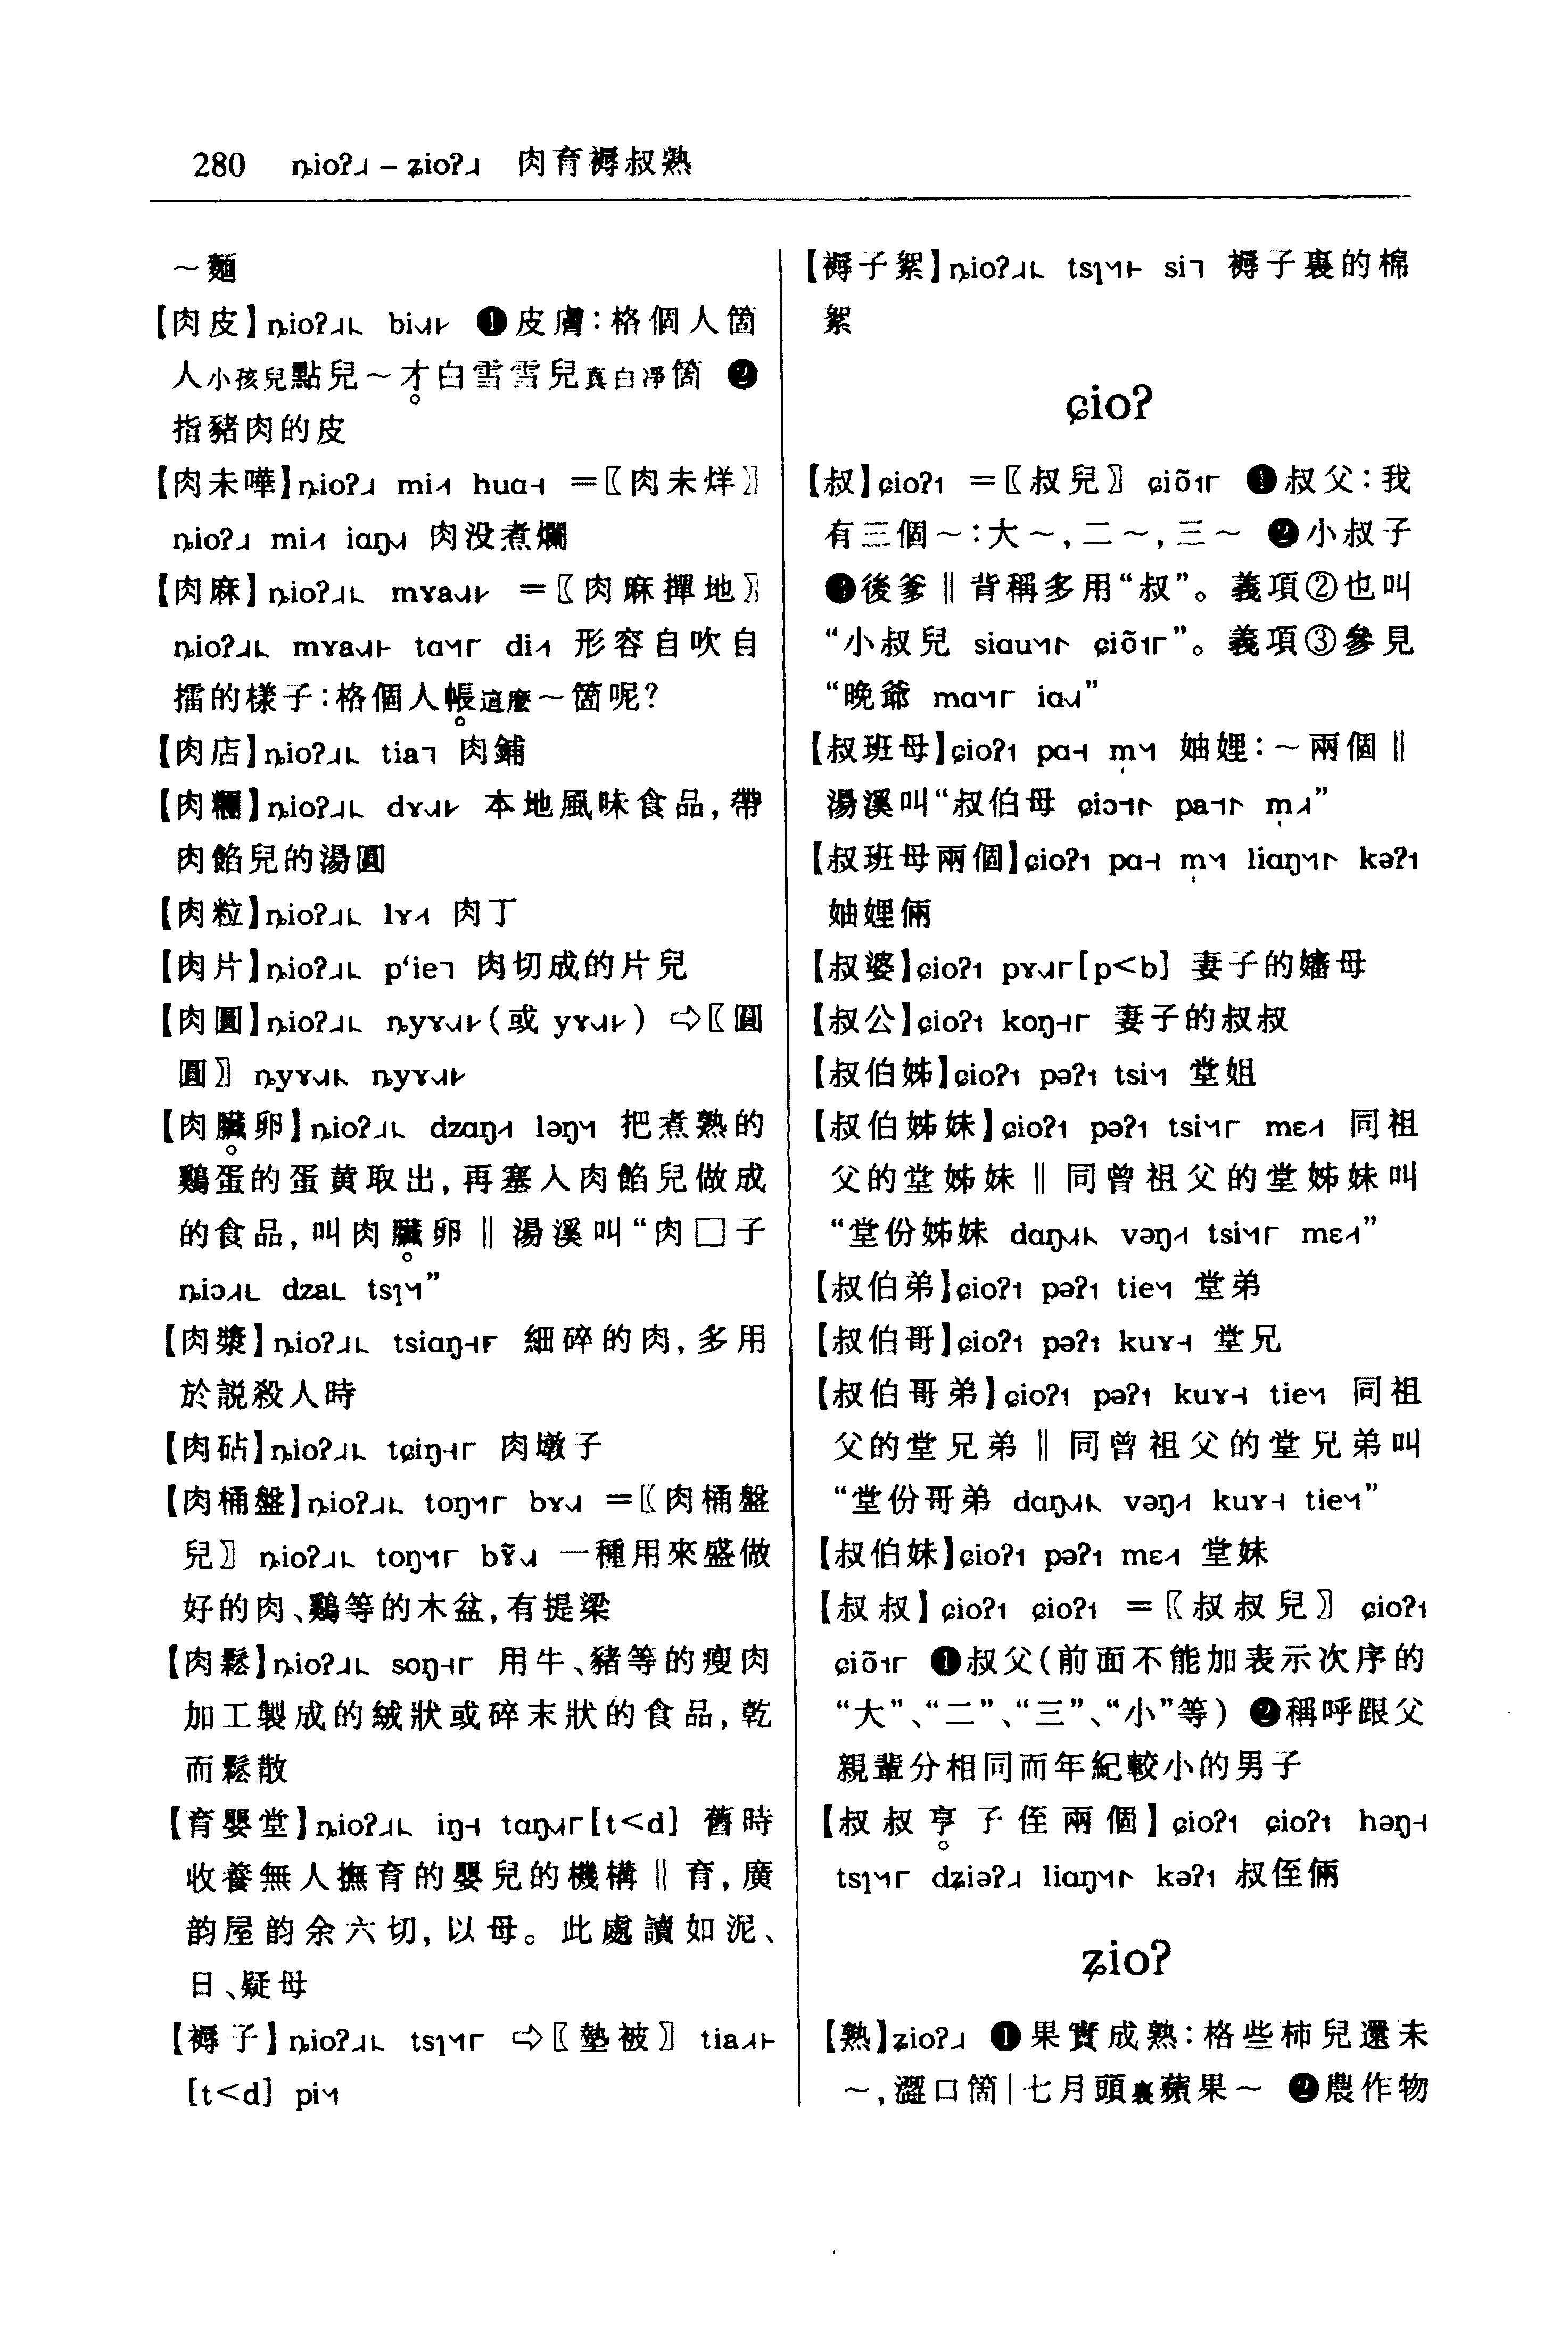 280 ȵioʔ˩ – ʑioʔ˩ 肉育褥叔熟
～麵
【肉皮】ȵioʔ bi ❶皮膚：格個人箇
人小孩兒點兒～才白雪雪兒真白凈箇 ❷
指豬肉的皮
【肉未嘩】ȵioʔ mi hua ＝〖肉未烊〗
ȵioʔ mi iaŋ 肉没煮爛
【肉麻】ȵioʔ mɤa ＝〖肉麻撣地〗
ȵioʔ mɤa tɑ di 形容自吹自
擂的樣子：格個人帳這麼～箇呢？
【肉店】ȵioʔ tia 肉鋪
【肉糰】ȵioʔ dɤ 本地風味食品，帶
肉餡兒的湯圓
【肉粒】ȵioʔ lɤ 肉丁
【肉片】ȵioʔ pʻie 肉切成的片兒
【肉圓】ȵioʔ ȵyɤ（或 yɤ） ⇨〖圓
圓〗 ȵyɤ ȵyɤ
【肉臟卵】ȵioʔ dzɑŋ ləŋ 把煮熟的
鷄蛋的蛋黄取出，再塞入肉餡兒做成
的食品，叫肉臟卵‖湯溪叫“肉□子
ȵiɔ dza tsɿ”
【肉漿】ȵioʔ tsiɑŋ 細碎的肉，多用
於説殺人時
【肉砧】ȵioʔ tɕiŋ 肉墩子
【肉桶盤】ȵioʔ toŋ bɤ ＝〖肉桶盤
兒〗 ȵioʔ toŋ bɤ̃ 一種用來盛做
好的肉、鷄等的木盆，有提梁
【肉鬆】ȵioʔ soŋ 用牛、豬等的瘦肉
加工製成的絨狀或碎末狀的食品，乾
而鬆散
【育嬰堂】ȵioʔ iŋ tɑŋ［t＜d］ 舊時
收養無人撫育的嬰兒的機構‖育，廣
韵屋韵余六切，以母。此處讀如泥、
日、疑母
【褥子】ȵioʔ tsɿ ⇨〖墊被〗 tia
［t＜d］ pi
【褥子絮】ȵioʔ tsɿ si 褥子裏的棉
絮
ɕioʔ
【叔】ɕioʔ ＝〖叔兒〗 ɕiõ ❶叔父：我
有三個～：大～，二～，三～ ❷小叔子
❸後爹‖背稱多用“叔”。義項②也叫
“小叔兒 siɑu ɕiõ”。義項③參見
“晚爺 mɑ ia”
【叔班母】ɕioʔ pɑ m̩ 妯娌：～兩個‖
湯溪叫“叔伯母 ɕiɔ pa m̩”
【叔班母兩個】ɕioʔ pɑ m̩ liɑŋ kəʔ
妯娌倆
【叔婆】ɕioʔ pɤ［p＜b］ 妻子的嬸母
【叔公】ɕioʔ koŋ 妻子的叔叔
【叔伯姊】ɕioʔ pəʔ tsi 堂姐
【叔伯姊妹】ɕioʔ pəʔ tsi mɛ 同祖
父的堂姊妹‖同曾祖父的堂姊妹叫
“堂份姊妹 dɑŋ vəŋ tsi mɛ”
【叔伯弟】ɕioʔ pəʔ tie 堂弟
【叔伯哥】ɕioʔ pəʔ kuɤ 堂兄
【叔伯哥弟】ɕioʔ pəʔ kuɤ tie 同祖
父的堂兄弟‖同曾祖父的堂兄弟叫
“堂份哥弟 dɑŋ vəŋ kuɤ tie”
【叔伯妹】ɕioʔ pəʔ mɛ 堂妹
【叔叔】ɕioʔ ɕioʔ ＝〖叔叔兒〗 ɕioʔ
ɕiõ ❶叔父（前面不能加表示次序的
“大”、“二”、“三”、“小”等） ❷稱呼跟父
親輩分相同而年紀較小的男子
【叔叔亨子侄兩個】ɕioʔ ɕioʔ həŋ
tsɿ dʑiəʔ liɑŋ kəʔ 叔侄倆
ʑioʔ
【熟】ʑioʔ ❶果實成熟：格些柿兒還未
～，澀口箇｜七月頭裏蘋果～ ❷農作物